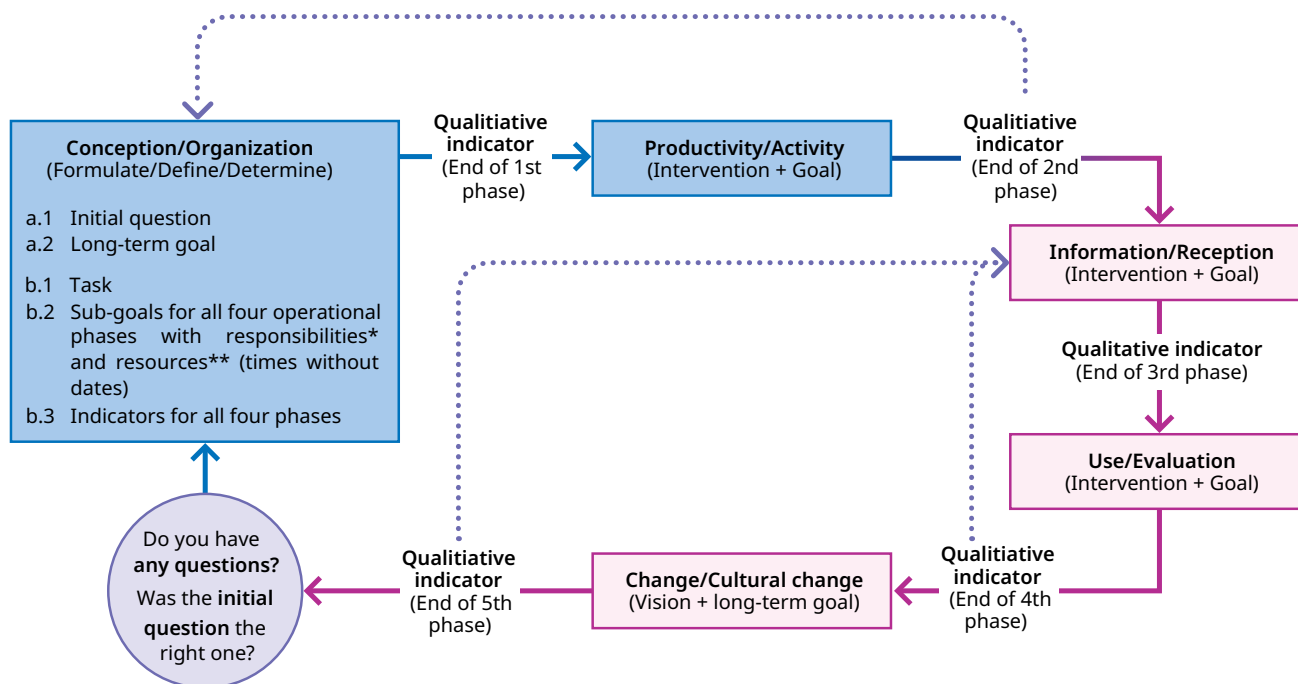 Conception/Organization
(Formulate/Define/Determine)
a.1 Initial question
a.2 Long-term goal
b.1 Task
b.2 Sub-goals for all four operational
phases with responsibilities*
and resources** (times without
dates)
b.3 Indicators for all four phases
Qualitiative
indicator
(End of 1st
phase)
Productivity/Activity
(Intervention + Goal)
Qualitiative
indicator
(End of 2nd
phase)
Information/Reception
(Intervention + Goal)
Qualitative indicator
(End of 3rd phase)
Use/Evaluation
(Intervention + Goal)
Qualitiative
indicator
(End of 4th
phase)
Change/Cultural change
(Vision + long-term goal)
Qualitiative
indicator
(End of 5th
phase)
Do you have
any questions?
Was the initial
question the
right one?